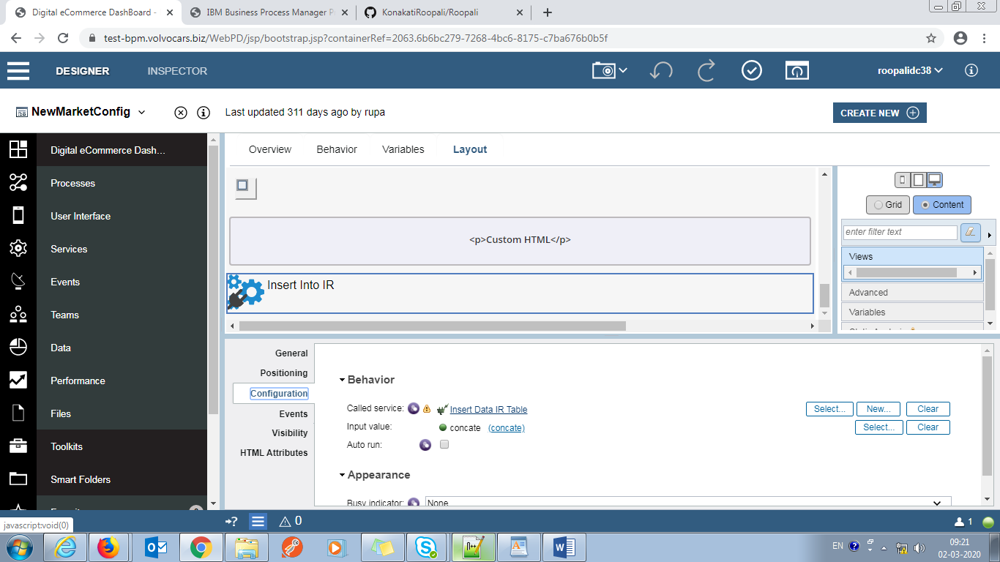 Digital eCommerce DashBoard -
IBM Business Process Manager P
KonakatiRoopali/Roopali
test-bpm.volvocars.biz/WebPD/jsp/bootstrap.jsp?containerRef=2063.6b6bc279-7268-4bc6-8175-c7ba676b0b5f
DESIGNER INSPECTOR roopalidc38
NewMarketConfig Last updated 311 days ago by rupa CREATE NEW
Digital eCommerce Dash...
Processes
User Interface
Services
Events
Teams
Data
Performance
Files
Toolkits
Smart Folders
Overview Behavior Variables Layout
<p>Custom HTML</p>
Insert Into IR
Grid Content
enter filter text
Views
Advanced
Variables
General
Positioning
Configuration
Events
Visibility
HTML Attributes
Behavior
Called service: Insert Data IR Table Select... New... Clear
Input value: concate (concate) Select... Clear
Auto run:
Appearance
Busy indicator: None
javascript:void(0)
0
1
EN 09:21
02-03-2020